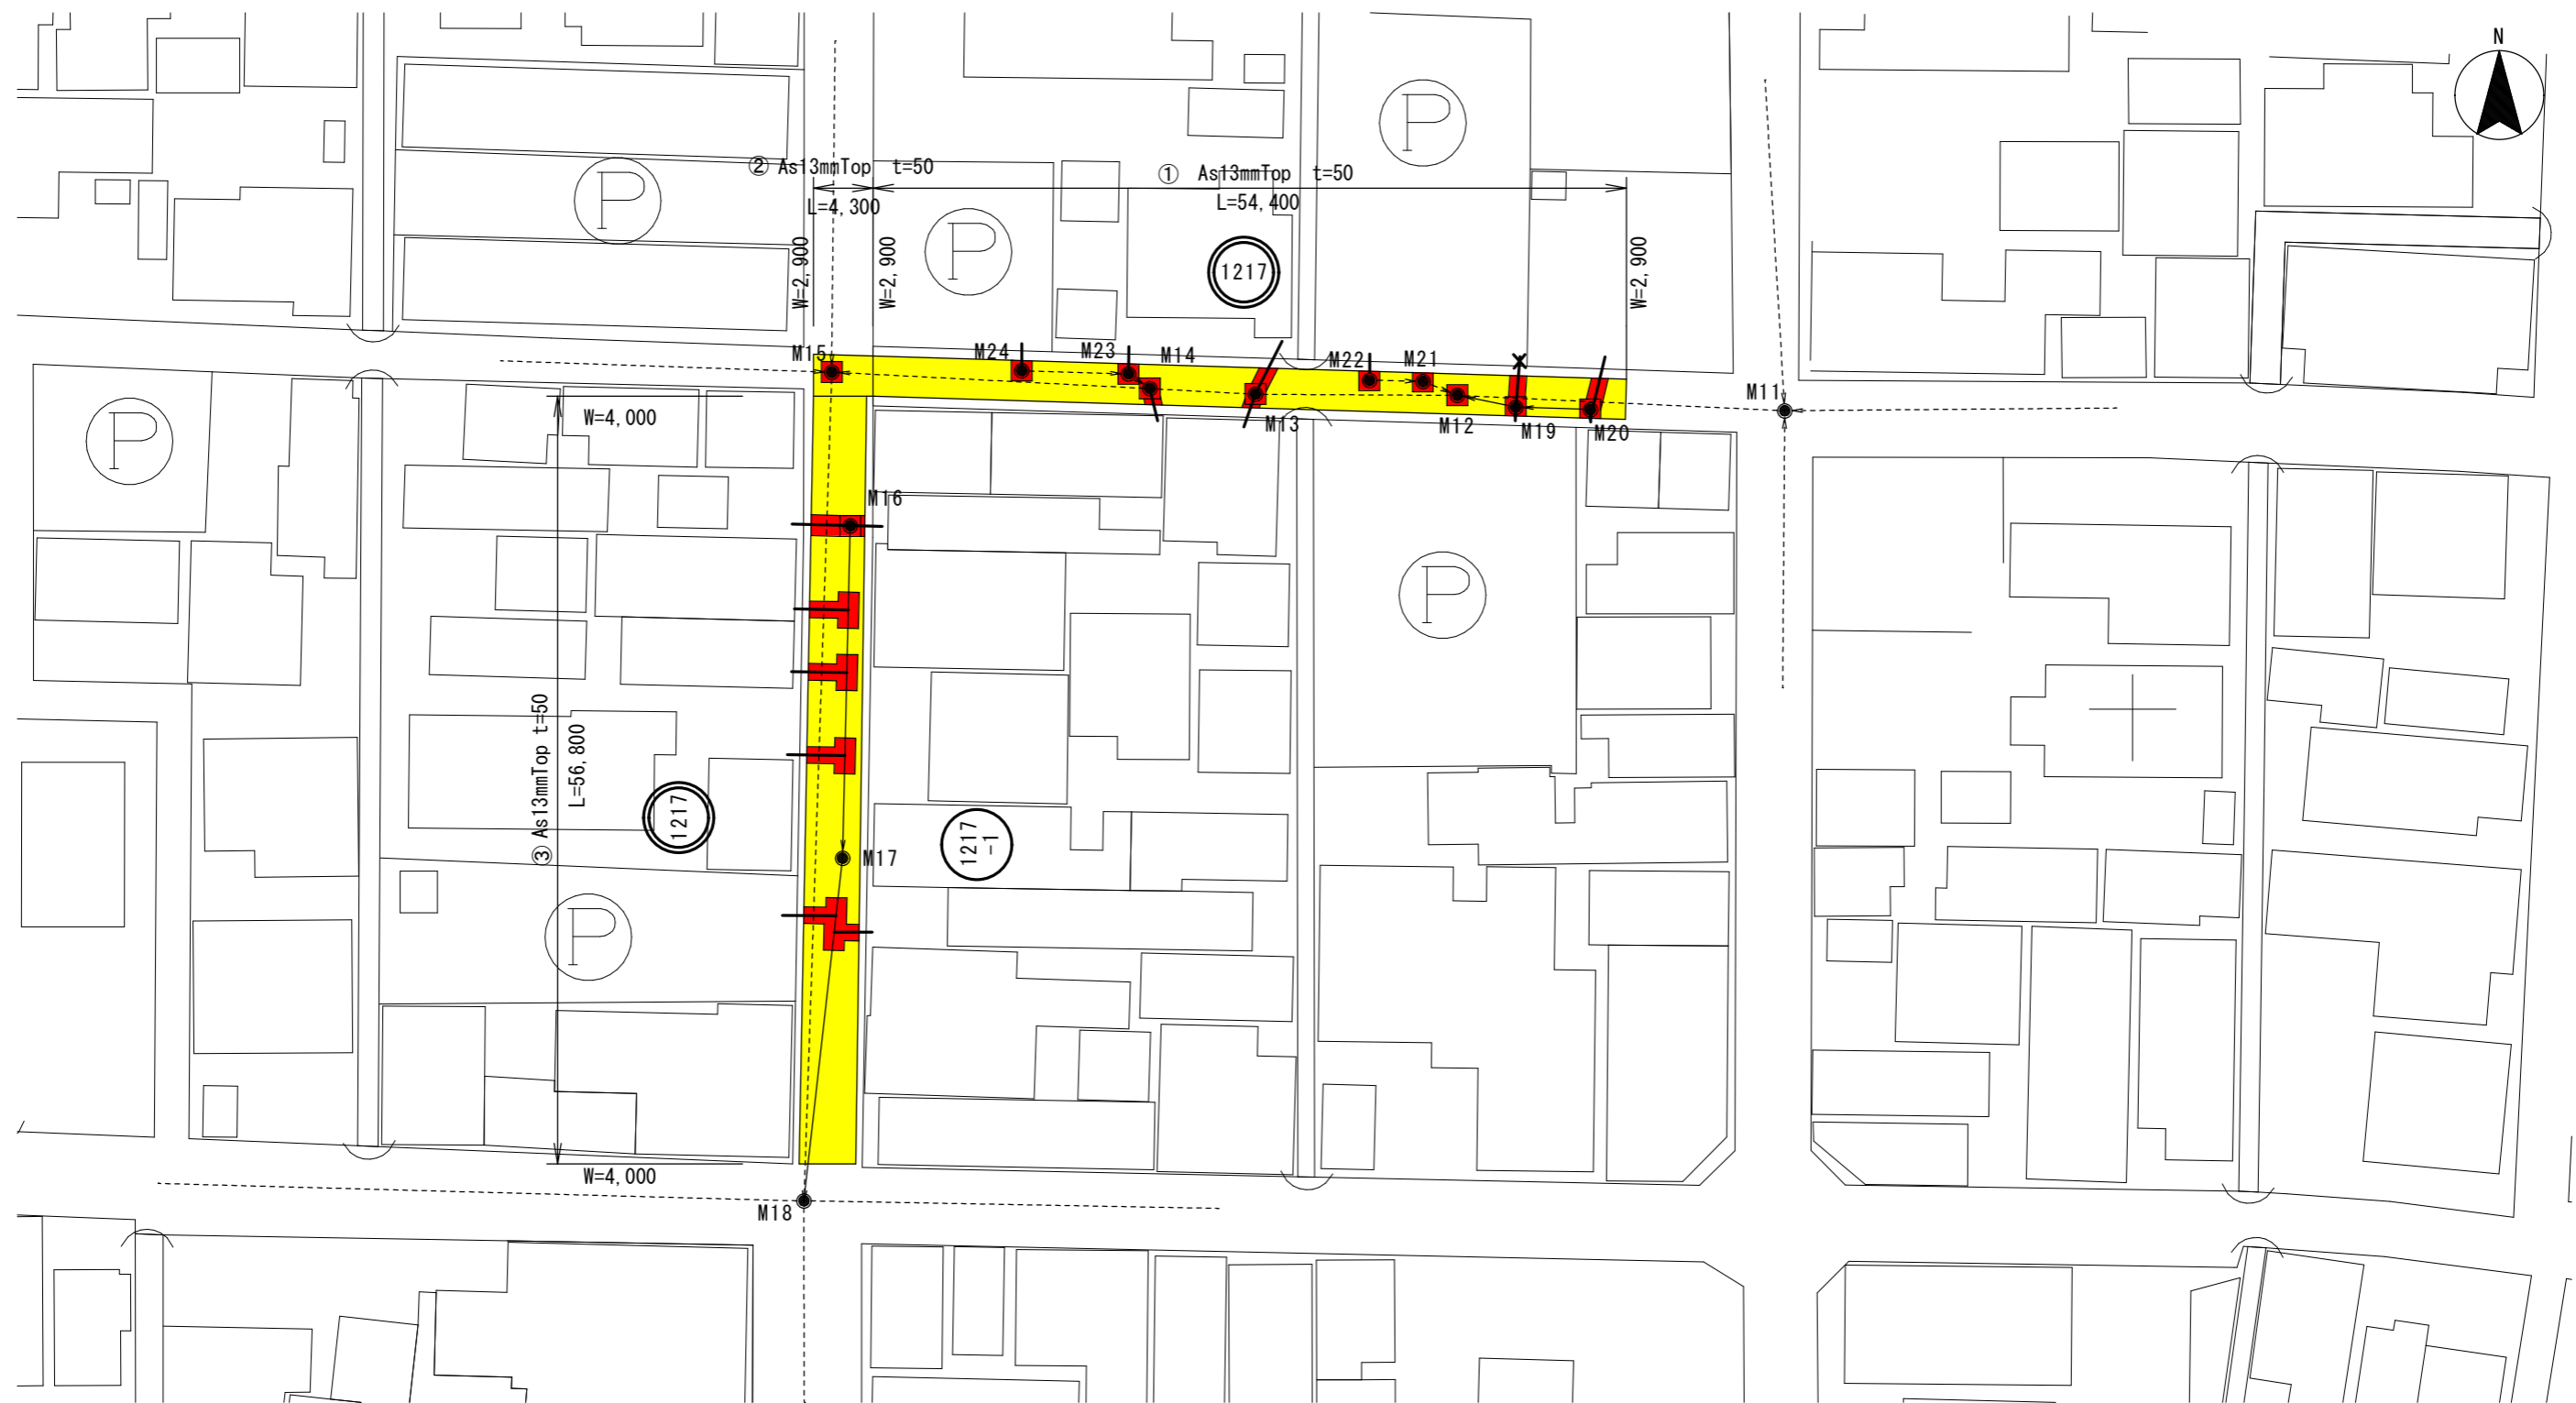 N
P
② As13mmTop t=50
① As13mmTop t=50
P
L=4,300
L=54,400
P
W=2,900
W=2,900
1217
W=2,900
M15
M24
M23
M14
M22
M21
M11
W=4,000
M13
M12
M19
M20
P
M16
P
③ As13mmTop t=50
L=56,800
1217
1217
-1
M17
P
W=4,000
M18